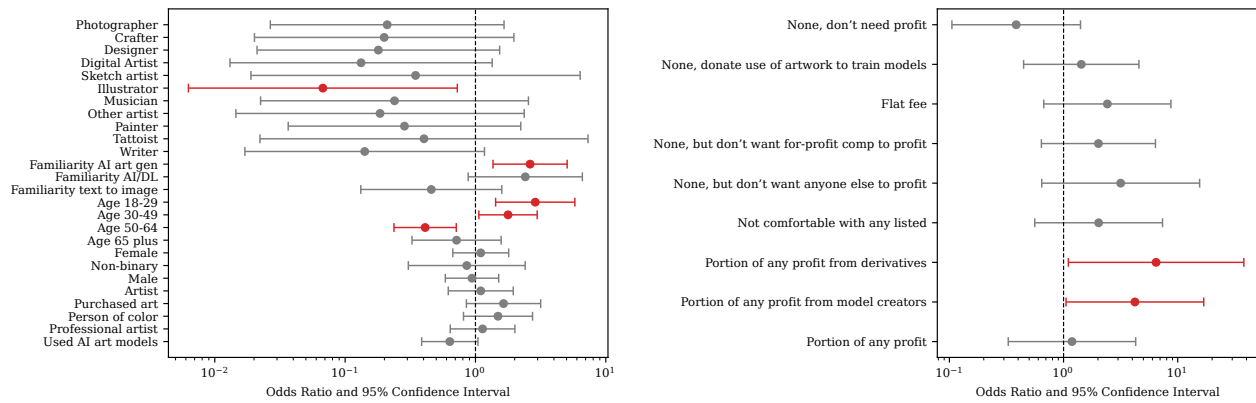 Photographer
Crafter
Designer
Digital Artist
Sketch artist
Illustrator
Musician
Other artist
Painter
Tattoist
Writer
Familiarity AI art gen
Familiarity AI/DL
Familiarity text to image
Age 18-29
Age 30-49
Age 50-64
Age 65 plus
Female
Non-binary
Male
Artist
Purchased art
Person of color
Professional artist
Used AI art models
10⁻² 10⁻¹ 10⁰ 10¹
Odds Ratio and 95% Confidence Interval
None, don’t need profit
None, donate use of artwork to train models
Flat fee
None, but don’t want for-profit comp to profit
None, but don’t want anyone else to profit
Not comfortable with any listed
Portion of any profit from derivatives
Portion of any profit from model creators
Portion of any profit
10⁻¹ 10⁰ 10¹
Odds Ratio and 95% Confidence Interval